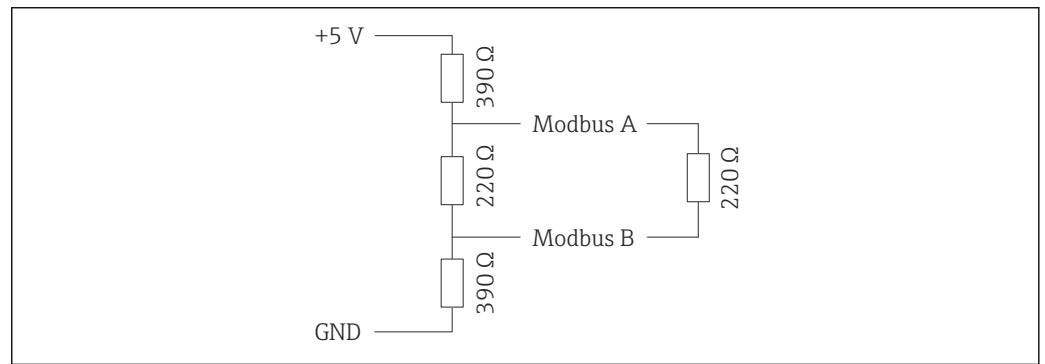 +5 V
390 Ω
Modbus A
220 Ω
220 Ω
Modbus B
390 Ω
GND